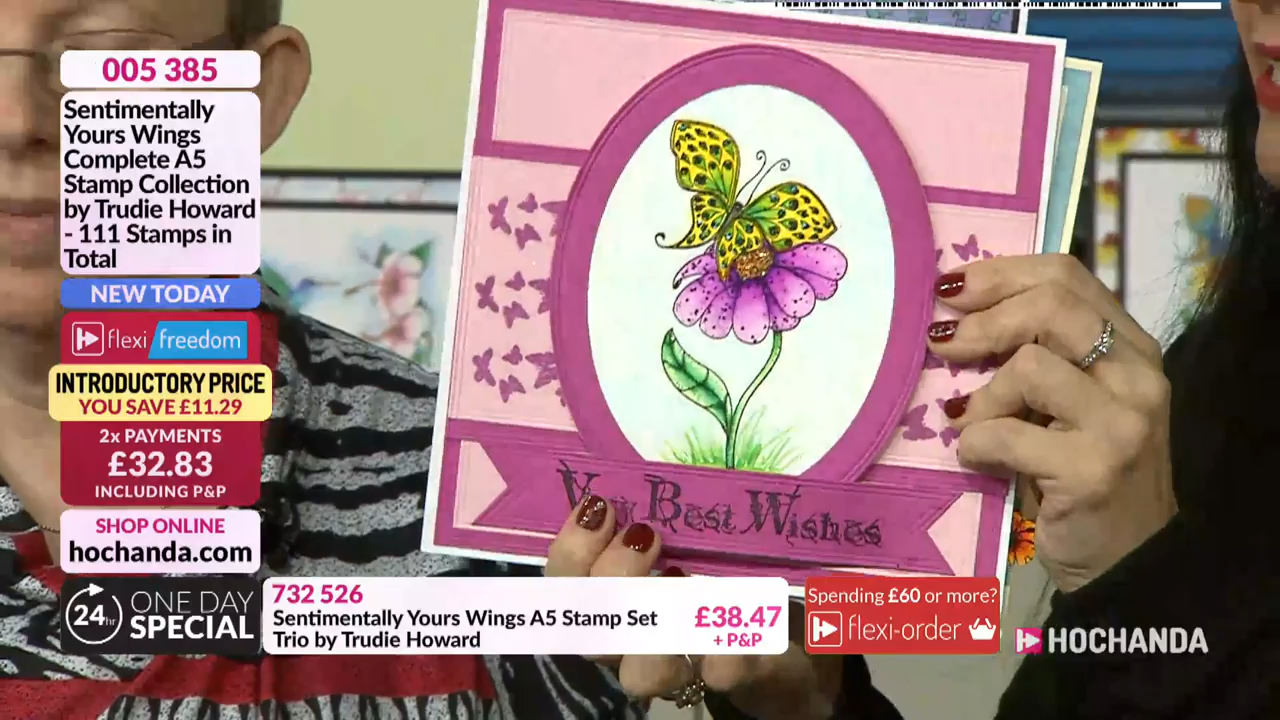 005 385
Sentimentally
Yours Wings
Complete A5
Stamp Collection
by Trudie Howard
- 111 Stamps in
Total
NEW TODAY
flexi freedom
INTRODUCTORY PRICE
YOU SAVE £11.29
2x PAYMENTS
£32.83
INCLUDING P&P
SHOP ONLINE
hochanda.com
24hr ONE DAY
SPECIAL
732 526
Sentimentally Yours Wings A5 Stamp Set
Trio by Trudie Howard
£38.47
+ P&P
Spending £60 or more?
flexi-order
HOCHANDA
Very Best Wishes